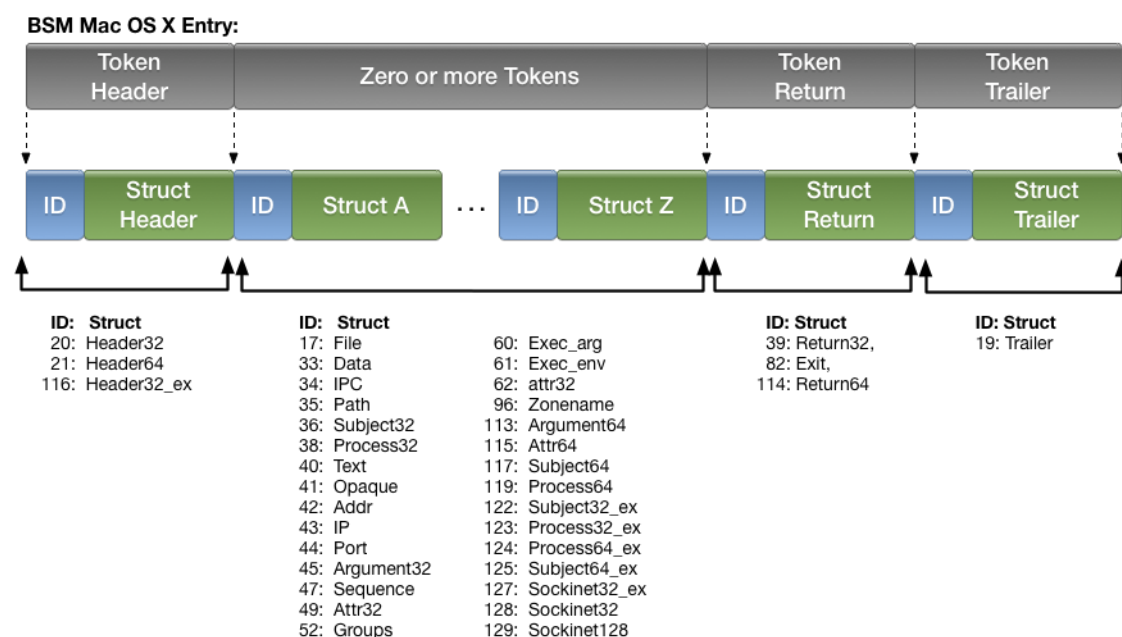 BSM Mac OS X Entry:
Token
Header
Zero or more Tokens
Token
Return
Token
Trailer
ID
Struct
Header
ID
Struct A
...
ID
Struct Z
ID
Struct
Return
ID
Struct
Trailer
ID: Struct
20: Header32
21: Header64
116: Header32_ex
ID: Struct
17: File
33: Data
34: IPC
35: Path
36: Subject32
38: Process32
40: Text
41: Opaque
42: Addr
43: IP
44: Port
45: Argument32
47: Sequence
49: Attr32
52: Groups
60: Exec_arg
61: Exec_env
62: attr32
96: Zonename
113: Argument64
115: Attr64
117: Subject64
119: Process64
122: Subject32_ex
123: Process32_ex
124: Process64_ex
125: Subject64_ex
127: Sockinet32_ex
128: Sockinet32
129: Sockinet128
ID: Struct
39: Return32,
82: Exit,
114: Return64
ID: Struct
19: Trailer